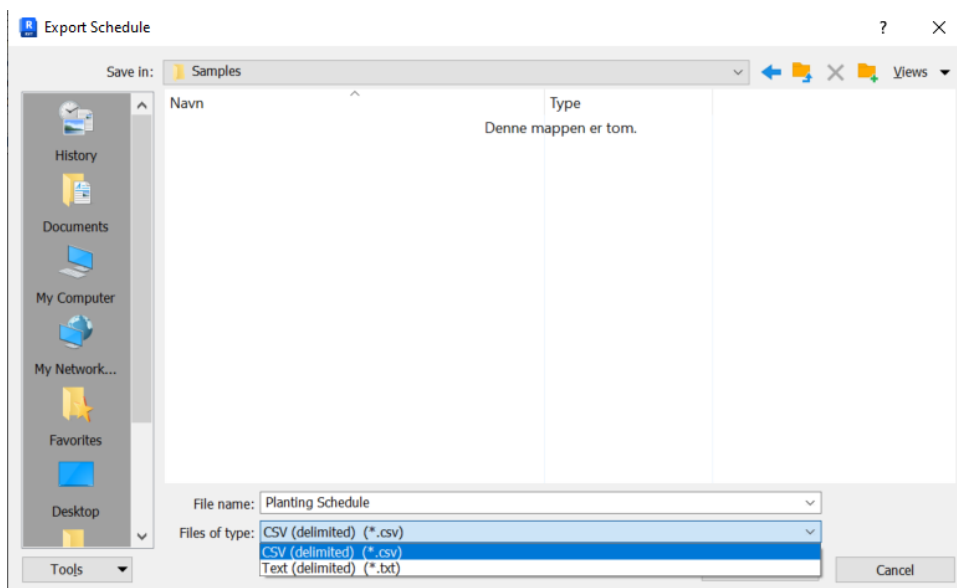 Export Schedule
Save in: Samples Views
Navn Type
Denne mappen er tom.
History
Documents
My Computer
My Network...
Favorites
Desktop
File name: Planting Schedule
Files of type: CSV (delimited) (*.csv)
CSV (delimited) (*.csv)
Text (delimited) (*.txt)
Tools Cancel